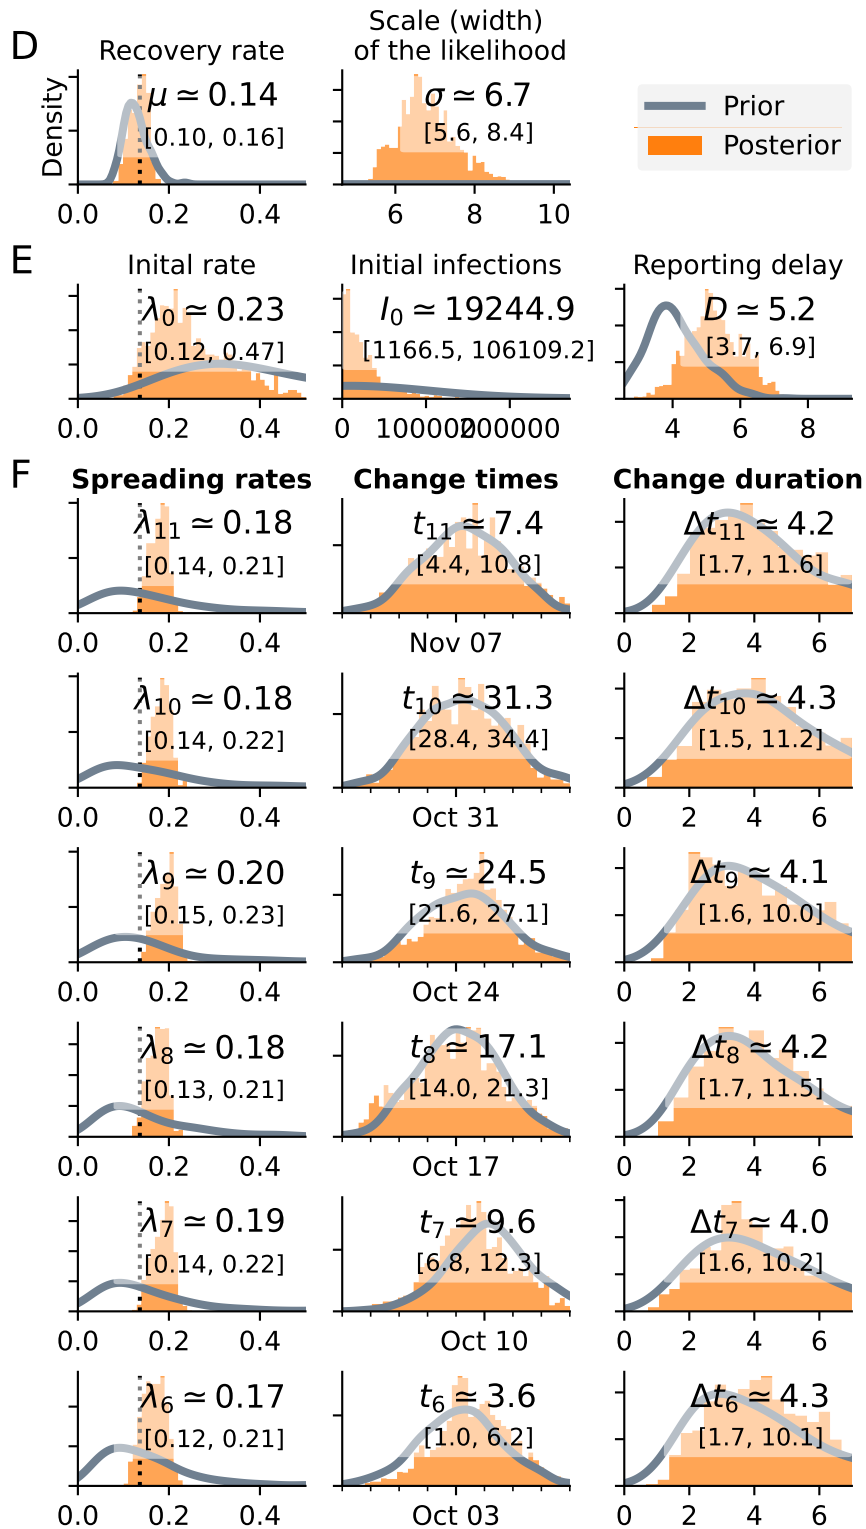 D
Recovery rate
Scale (width)
of the likelihood
Density
μ ≃ 0.14
[0.10, 0.16]
0.0 0.2 0.4
σ ≃ 6.7
[5.6, 8.4]
6 8 10
Prior
Posterior
E
Inital rate
λ0 ≃ 0.23
[0.12, 0.47]
0.0 0.2 0.4
Initial infections
I0 ≃ 19244.9
[1166.5, 106109.2]
0 100000 200000
Reporting delay
D ≃ 5.2
[3.7, 6.9]
4 6 8
F
Spreading rates Change times Change duration
λ11 ≃ 0.18
[0.14, 0.21]
0.0 0.2 0.4
t11 ≃ 7.4
[4.4, 10.8]
Nov 07
Δt11 ≃ 4.2
[1.7, 11.6]
0 2 4 6
λ10 ≃ 0.18
[0.14, 0.22]
0.0 0.2 0.4
t10 ≃ 31.3
[28.4, 34.4]
Oct 31
Δt10 ≃ 4.3
[1.5, 11.2]
0 2 4 6
λ9 ≃ 0.20
[0.15, 0.23]
0.0 0.2 0.4
t9 ≃ 24.5
[21.6, 27.1]
Oct 24
Δt9 ≃ 4.1
[1.6, 10.0]
0 2 4 6
λ8 ≃ 0.18
[0.13, 0.21]
0.0 0.2 0.4
t8 ≃ 17.1
[14.0, 21.3]
Oct 17
Δt8 ≃ 4.2
[1.7, 11.5]
0 2 4 6
λ7 ≃ 0.19
[0.14, 0.22]
0.0 0.2 0.4
t7 ≃ 9.6
[6.8, 12.3]
Oct 10
Δt7 ≃ 4.0
[1.6, 10.2]
0 2 4 6
λ6 ≃ 0.17
[0.12, 0.21]
0.0 0.2 0.4
t6 ≃ 3.6
[1.0, 6.2]
Oct 03
Δt6 ≃ 4.3
[1.7, 10.1]
0 2 4 6